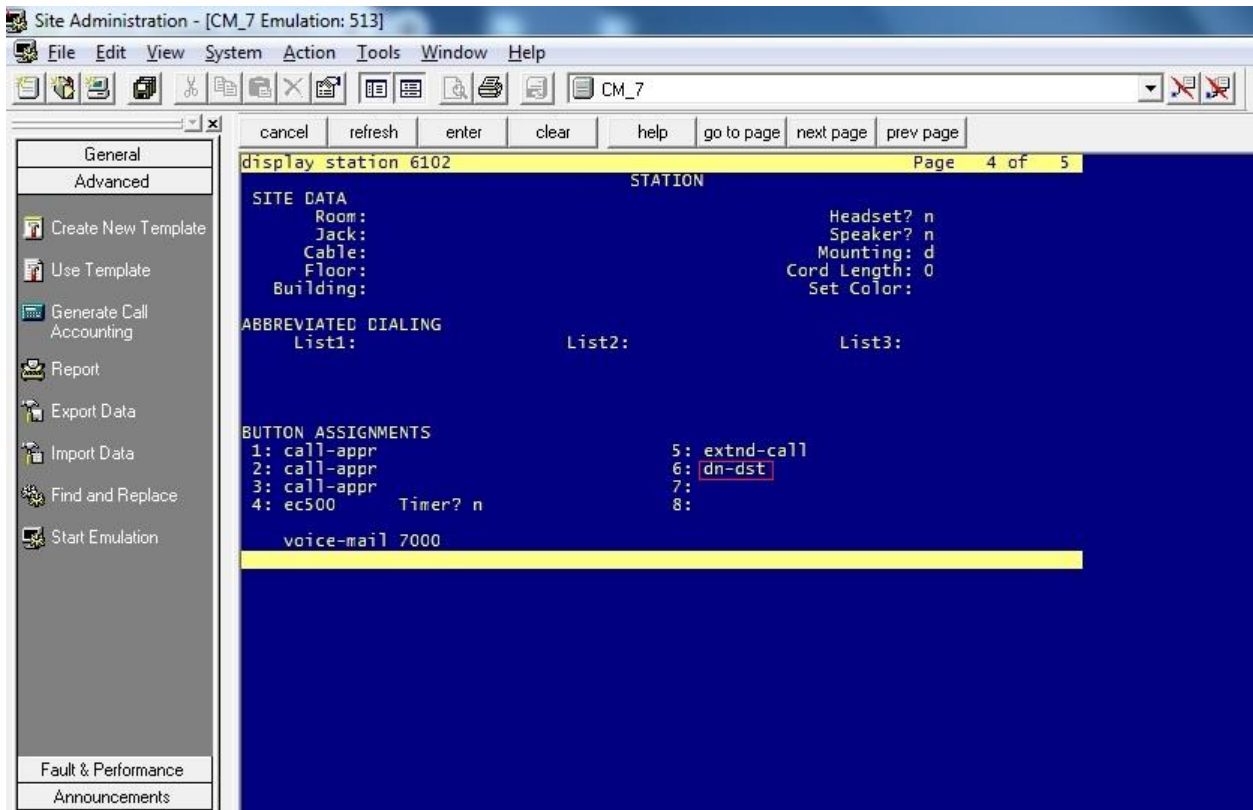 Site Administration - [CM_7 Emulation: 513]
File Edit View System Action Tools Window Help
CM_7
cancel refresh enter clear help go to page next page prev page
General
Advanced
Create New Template
Use Template
Generate Call
Accounting
Report
Export Data
Import Data
Find and Replace
Start Emulation
Fault & Performance
Announcements
display station 6102 Page 4 of 5
STATION
SITE DATA
Room: Headset? n
Jack: Speaker? n
Cable: Mounting: d
Floor: Cord Length: 0
Building: Set Color:
ABBREVIATED DIALING
List1: List2: List3:
BUTTON ASSIGNMENTS
1: call-appr 5: extnd-call
2: call-appr 6: dn-dst
3: call-appr 7:
4: ec500 Timer? n 8:
voice-mail 7000